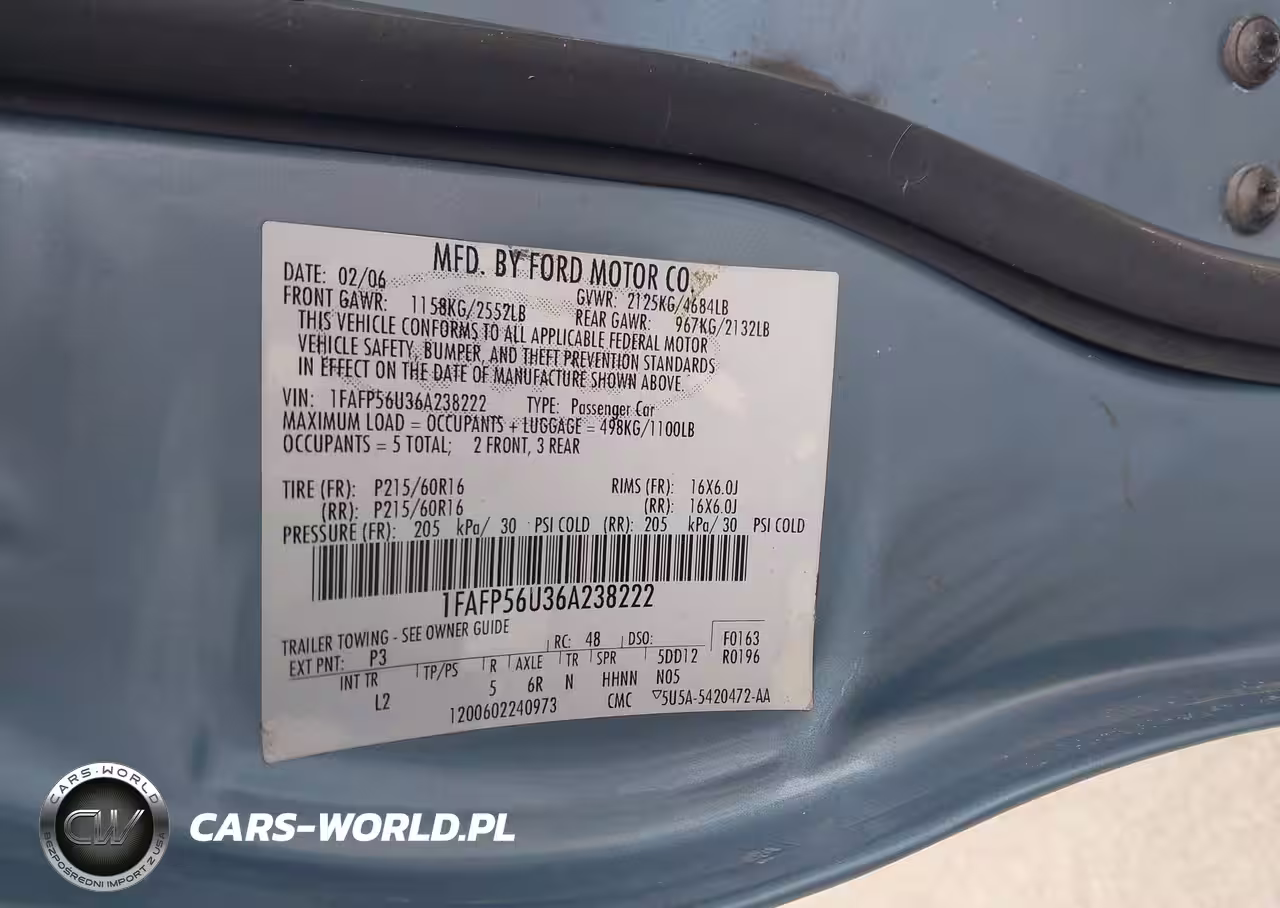 MFD. BY FORD MOTOR CO.
DATE: 02/06 GVWR: 2125KG/4684LB
FRONT GAWR: 1158KG/2552LB REAR GAWR: 967KG/2132LB
THIS VEHICLE CONFORMS TO ALL APPLICABLE FEDERAL MOTOR
VEHICLE SAFETY, BUMPER, AND THEFT PREVENTION STANDARDS
IN EFFECT ON THE DATE OF MANUFACTURE SHOWN ABOVE.
VIN: 1FAFP56U36A238222 TYPE: Passenger Car
MAXIMUM LOAD = OCCUPANTS + LUGGAGE = 498KG/1100LB
OCCUPANTS = 5 TOTAL; 2 FRONT, 3 REAR
TIRE (FR): P215/60R16 RIMS (FR): 16X6.0J
(RR): P215/60R16 (RR): 16X6.0J
PRESSURE (FR): 205 kPa/ 30 PSI COLD (RR): 205 kPa/ 30 PSI COLD
1FAFP56U36A238222
TRAILER TOWING - SEE OWNER GUIDE
EXT PNT: P3 RC: 48 DSO: F0163
INT TR TP/PS R AXLE TR SPR 5DD12 R0196
L2 5 6R N HHNN N05
1200602240973 CMC 5U5A-5420472-AA
CARS-WORLD
CW
BEZPOŚREDNI IMPORT Z USA
CARS-WORLD.PL